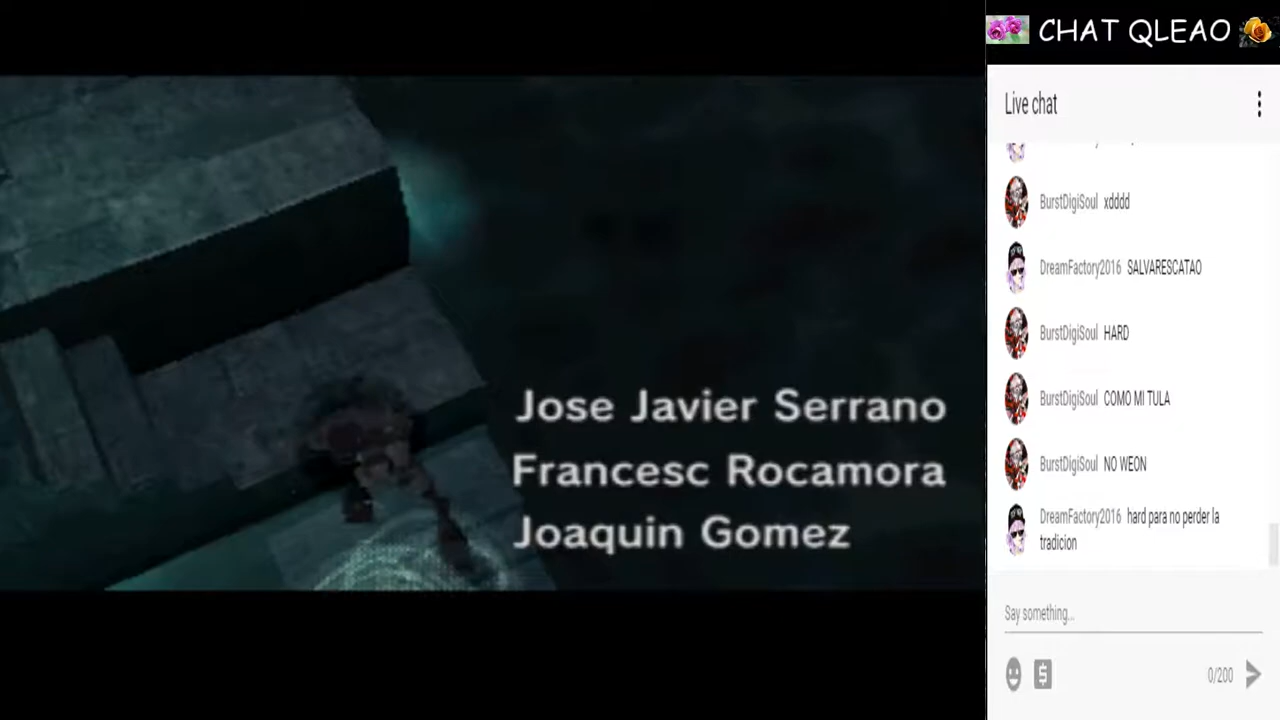 CHAT QLEAO
Live chat
BurstDigiSoul xdddd
DreamFactory2016 SALVARESCATAO
BurstDigiSoul HARD
BurstDigiSoul COMO MI TULA
BurstDigiSoul NO WEON
DreamFactory2016 hard para no perder la
tradicion
Say something...
0/200
Jose Javier Serrano
Francesc Rocamora
Joaquin Gomez